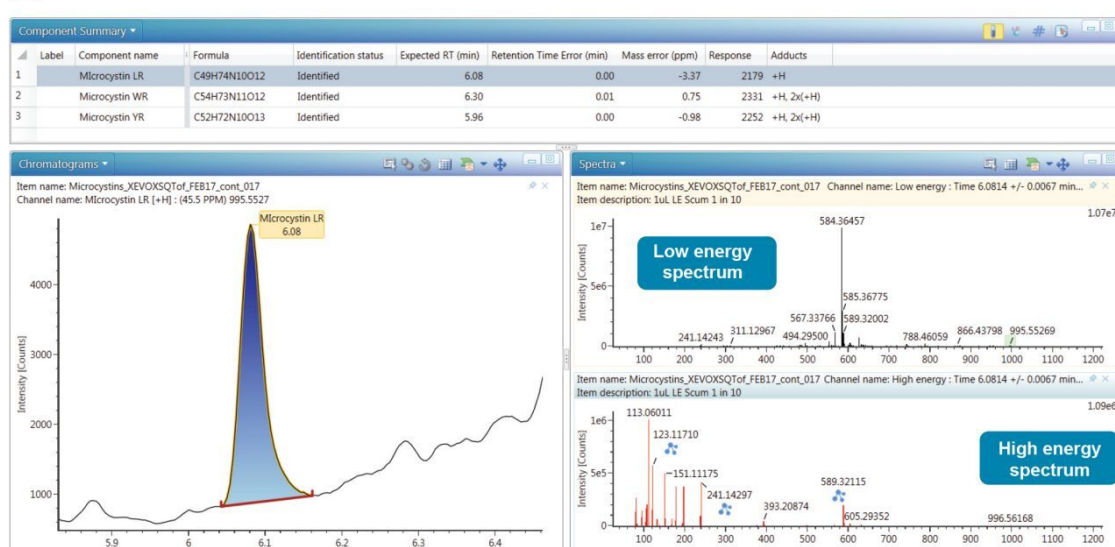 Component Summary
Label Component name Formula Identification status Expected RT (min) Retention Time Error (min) Mass error (ppm) Response Adducts
1 MIcrocystin LR C49H74N10O12 Identified 6.08 0.00 -3.37 2179 +H
2 Microcystin WR C54H73N11O12 Identified 6.30 0.01 0.75 2331 +H, 2x(+H)
3 Microcystin YR C52H72N10O13 Identified 5.96 0.00 -0.98 2252 +H, 2x(+H)
Chromatograms
Item name: Microcystins_XEVOXSQTof_FEB17_cont_017
Channel name: MIcrocystin LR [+H] : (45.5 PPM) 995.5527
MIcrocystin LR
6.08
Intensity [Counts]
4000
3000
2000
1000
5.9 6 6.1 6.2 6.3 6.4
Spectra
Item name: Microcystins_XEVOXSQTof_FEB17_cont_017 Channel name: Low energy : Time 6.0814 +/- 0.0067 min...
Item description: 1uL LE Scum 1 in 10
1.07e7
Low energy
spectrum
Intensity [Counts]
1e7
5e6
0
584.36457
585.36775
567.33766
589.32002
241.14243
311.12967
494.29500
788.46059
866.43798
995.55269
100 200 300 400 500 600 700 800 900 1000 1100 1200
Item name: Microcystins_XEVOXSQTof_FEB17_cont_017 Channel name: High energy : Time 6.0814 +/- 0.0067 min...
Item description: 1uL LE Scum 1 in 10
1.09e6
High energy
spectrum
Intensity [Counts]
1e6
5e5
0
113.06011
123.11710
151.11175
241.14297
393.20874
589.32115
605.29352
996.56168
100 200 300 400 500 600 700 800 900 1000 1100 1200